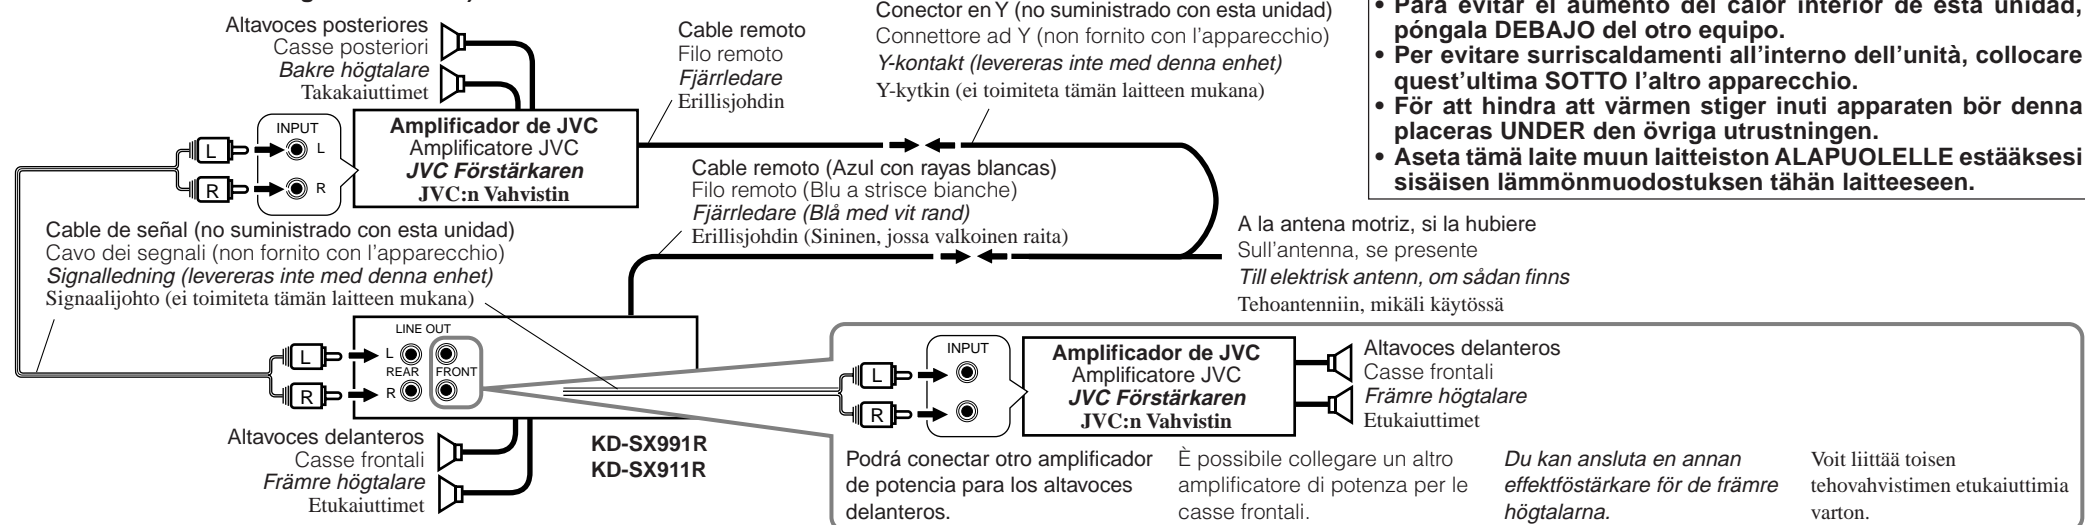 Altavoces posteriores
Casse posteriori
Bakre högtalare
Takakaiuttimet
Cable remoto
Filo remoto
Fjärrledare
Erillisjohdin
Conector en Y (no suministrado con esta unidad)
Connettore ad Y (non fornito con l'apparecchio)
Y-kontakt (levereras inte med denna enhet)
Y-kytkin (ei toimiteta tämän laitteen mukana)
• Para evitar el aumento del calor interior de esta unidad,
póngala DEBAJO del otro equipo.
• Per evitare surriscaldamenti all'interno dell'unità, collocare
quest'ultima SOTTO l'altro apparecchio.
• För att hindra att värmen stiger inuti apparaten bör denna
placeras UNDER den övriga utrustningen.
• Aseta tämä laite muun laitteiston ALAPUOLELLE estääksesi
sisäisen lämmönmuodostuksen tähän laitteeseen.
INPUT
L
L
R
R
Amplificador de JVC
Amplificatore JVC
JVC Förstärkaren
JVC:n Vahvistin
Cable remoto (Azul con rayas blancas)
Filo remoto (Blu a strisce bianche)
Fjärrledare (Blå med vit rand)
Erillisjohdin (Sininen, jossa valkoinen raita)
A la antena motriz, si la hubiere
Sull'antenna, se presente
Till elektrisk antenn, om sådan finns
Tehoantenniin, mikäli käytössä
Cable de señal (no suministrado con esta unidad)
Cavo dei segnali (non fornito con l'apparecchio)
Signalledning (levereras inte med denna enhet)
Signaalijohto (ei toimiteta tämän laitteen mukana)
LINE OUT
L
L
REAR
FRONT
R
R
KD-SX991R
KD-SX911R
Altavoces delanteros
Casse frontali
Främre högtalare
Etukaiuttimet
INPUT
L
R
Amplificador de JVC
Amplificatore JVC
JVC Förstärkaren
JVC:n Vahvistin
Altavoces delanteros
Casse frontali
Främre högtalare
Etukaiuttimet
Podrá conectar otro amplificador
de potencia para los altavoces
delanteros.
È possibile collegare un altro
amplificatore di potenza per le
casse frontali.
Du kan ansluta en annan
effektföstärkare för de främre
högtalarna.
Voit liittää toisen
tehovahvistimen etukaiuttimia
varton.